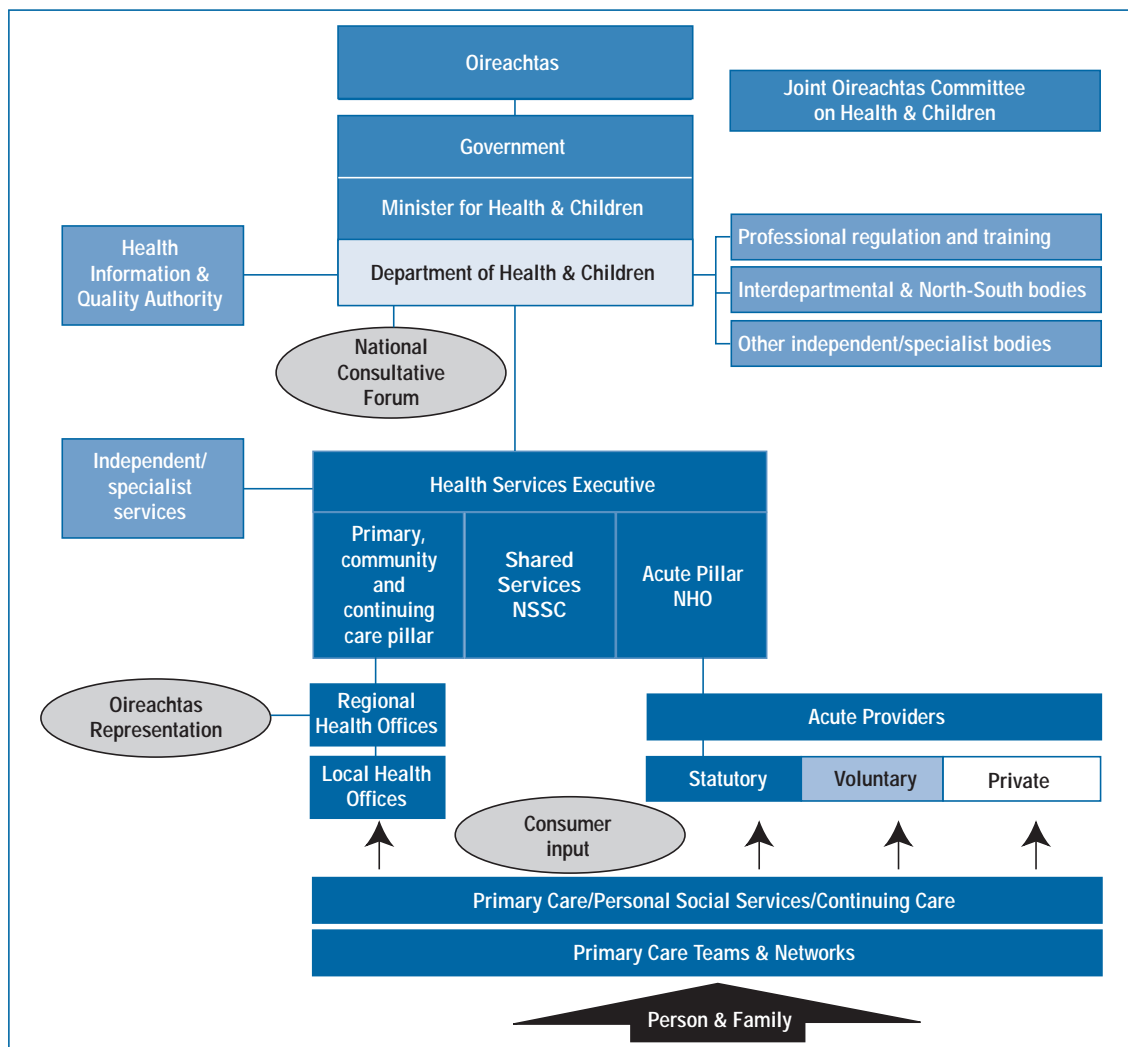 Oireachtas
Joint Oireachtas Committee
on Health & Children
Government
Minister for Health & Children
Department of Health & Children
Health
Information &
Quality Authority
Professional regulation and training
Interdepartmental & North-South bodies
Other independent/specialist bodies
National
Consultative
Forum
Independent/
specialist
services
Health Services Executive
Primary,
community
and
continuing
care pillar
Shared
Services
NSSC
Acute Pillar
NHO
Oireachtas
Representation
Regional
Health Offices
Local Health
Offices
Acute Providers
Statutory
Voluntary
Private
Consumer
input
Primary Care/Personal Social Services/Continuing Care
Primary Care Teams & Networks
Person & Family